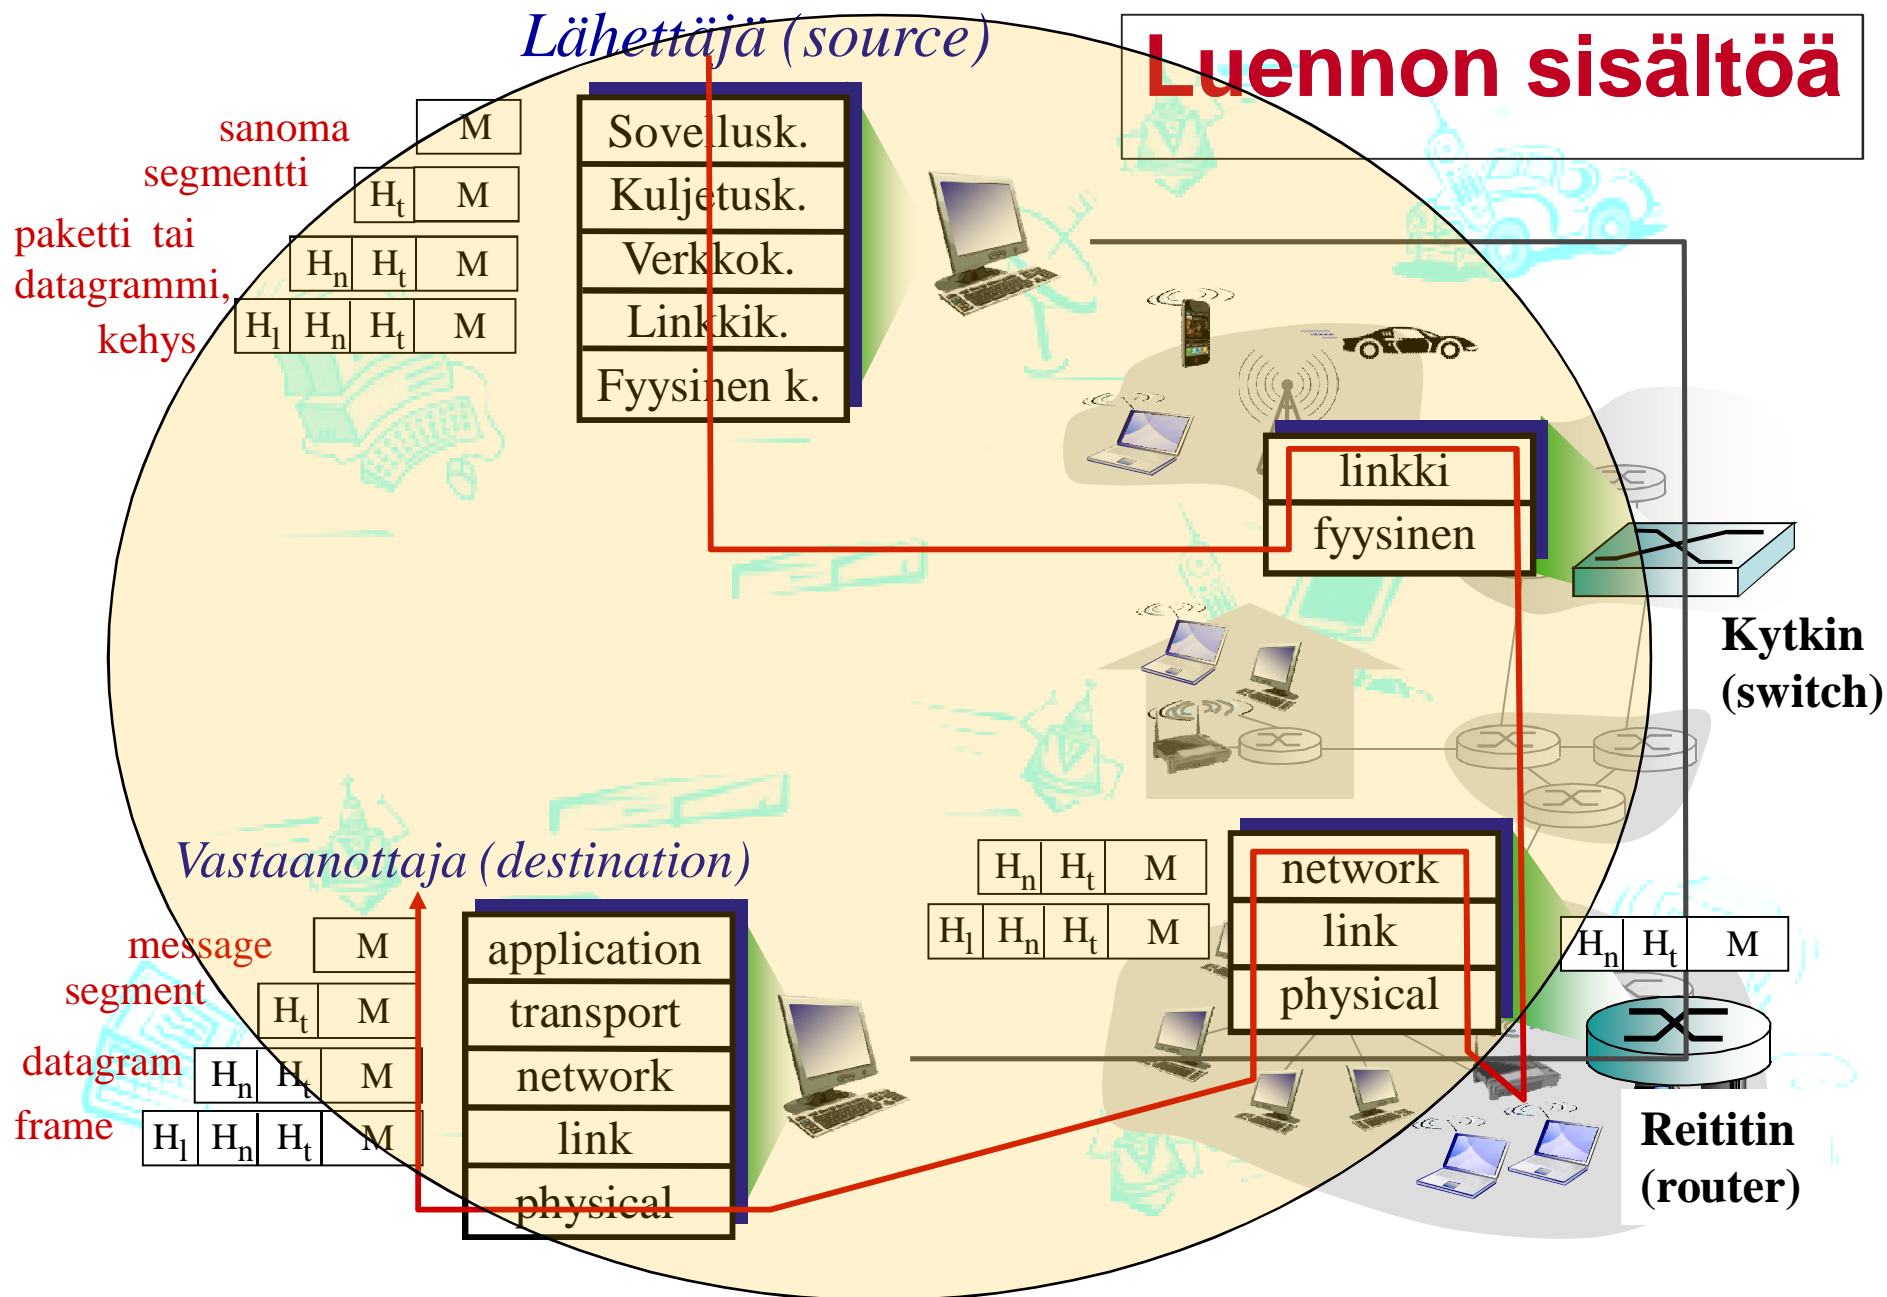 Lähettäjä (source)
Luennon sisältöä
sanoma
M
Sovellusk.
segmentti
Ht M
Kuljetusk.
paketti tai
datagrammi,
Hn Ht M
Verkkok.
kehys
Hl Hn Ht M
Linkkik.
Fyysinen k.
linkki
fyysinen
Kytkin
(switch)
Vastaanottaja (destination)
Hn Ht M
network
Hl Hn Ht M
link
physical
Hn Ht M
Reititin
(router)
message
M
application
segment
Ht M
transport
datagram
Hn Ht M
network
frame
Hl Hn Ht M
link
physical